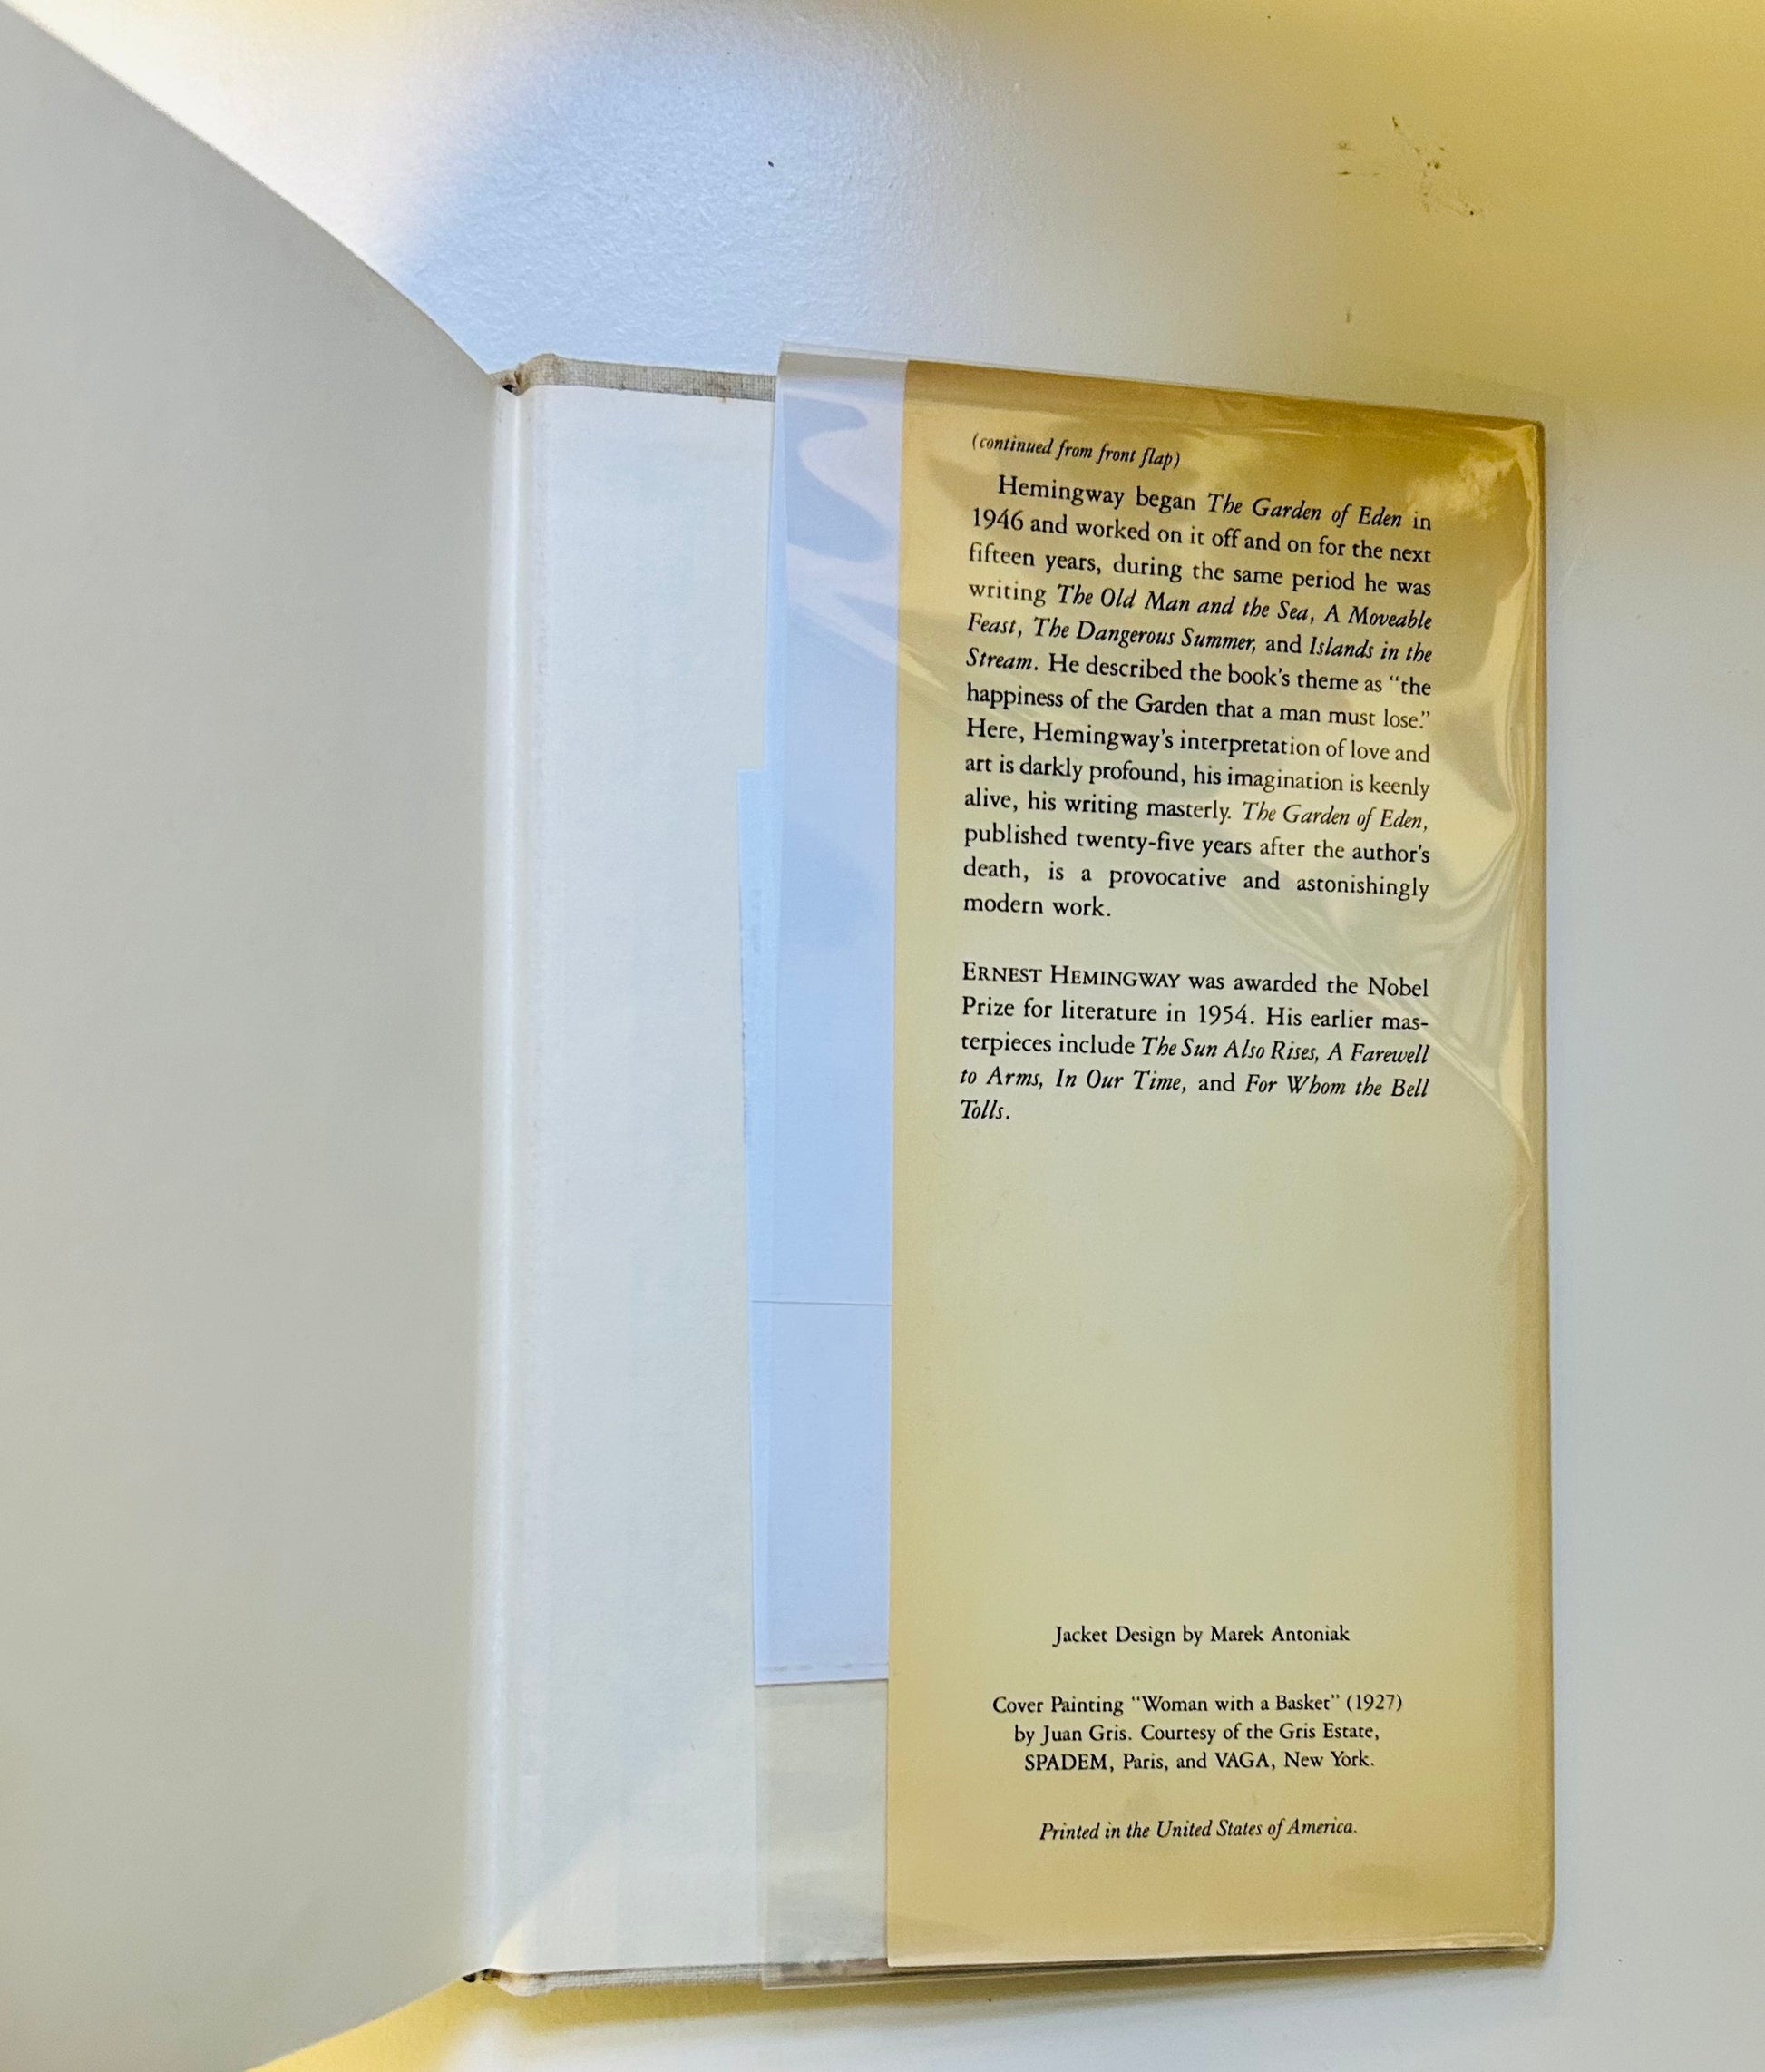 (continued from front flap)
Hemingway began The Garden of Eden in
1946 and worked on it off and on for the next
fifteen years, during the same period he was
writing The Old Man and the Sea, A Moveable
Feast, The Dangerous Summer, and Islands in the
Stream. He described the book's theme as “the
happiness of the Garden that a man must lose.”
Here, Hemingway's interpretation of love and
art is darkly profound, his imagination is keenly
alive, his writing masterly. The Garden of Eden,
published twenty-five years after the author's
death, is a provocative and astonishingly
modern work.
ERNEST HEMINGWAY was awarded the Nobel
Prize for literature in 1954. His earlier mas-
terpieces include The Sun Also Rises, A Farewell
to Arms, In Our Time, and For Whom the Bell
Tolls.
Jacket Design by Marek Antoniak
Cover Painting “Woman with a Basket” (1927)
by Juan Gris. Courtesy of the Gris Estate,
SPADEM, Paris, and VAGA, New York.
Printed in the United States of America.